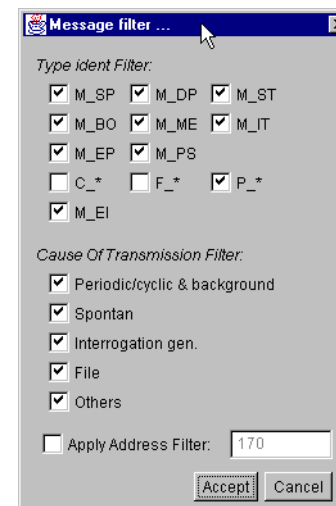 Message filter ...
Type ident Filter:
M_SP M_DP M_ST
M_BO M_ME M_IT
M_EP M_PS
C_* F_* P_*
M_EI
Cause Of Transmission Filter:
Periodic/cyclic & background
Spontan
Interrogation gen.
File
Others
Apply Address Filter: 170
Accept Cancel